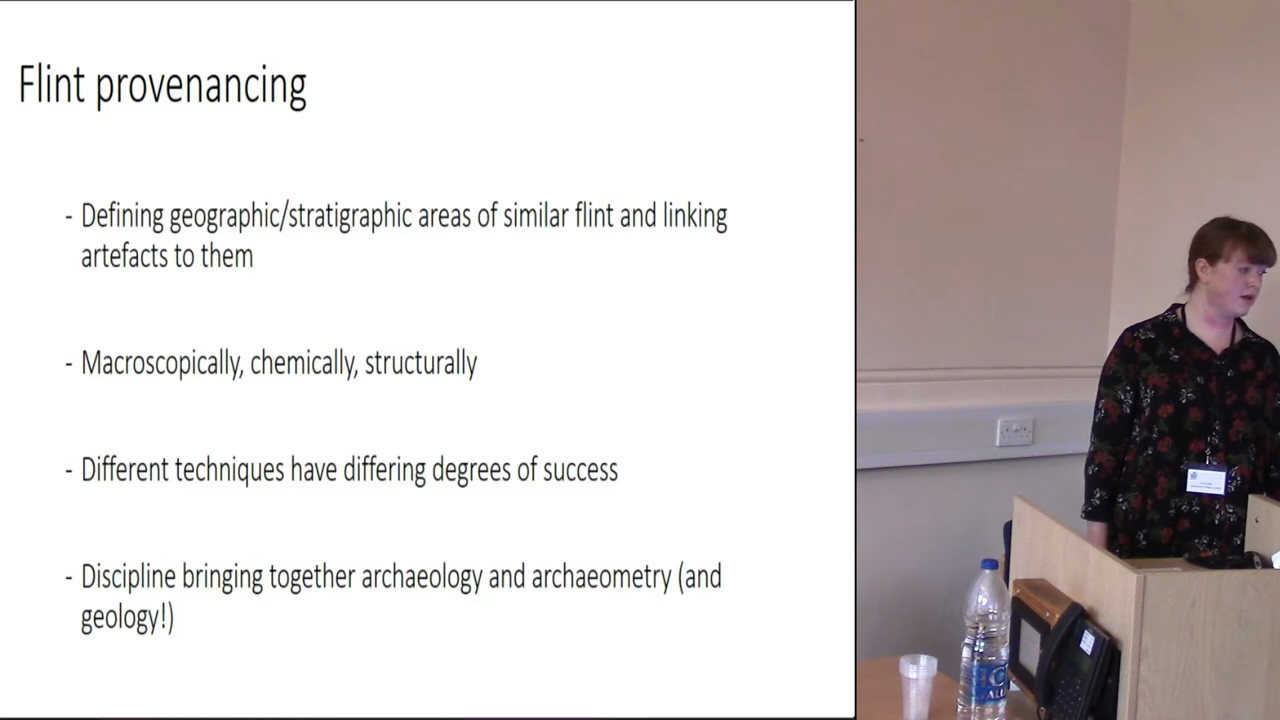 Flint provenancing
- Defining geographic/stratigraphic areas of similar flint and linking
artefacts to them
- Macroscopically, chemically, structurally
- Different techniques have differing degrees of success
- Discipline bringing together archaeology and archaeometry (and
geology!)